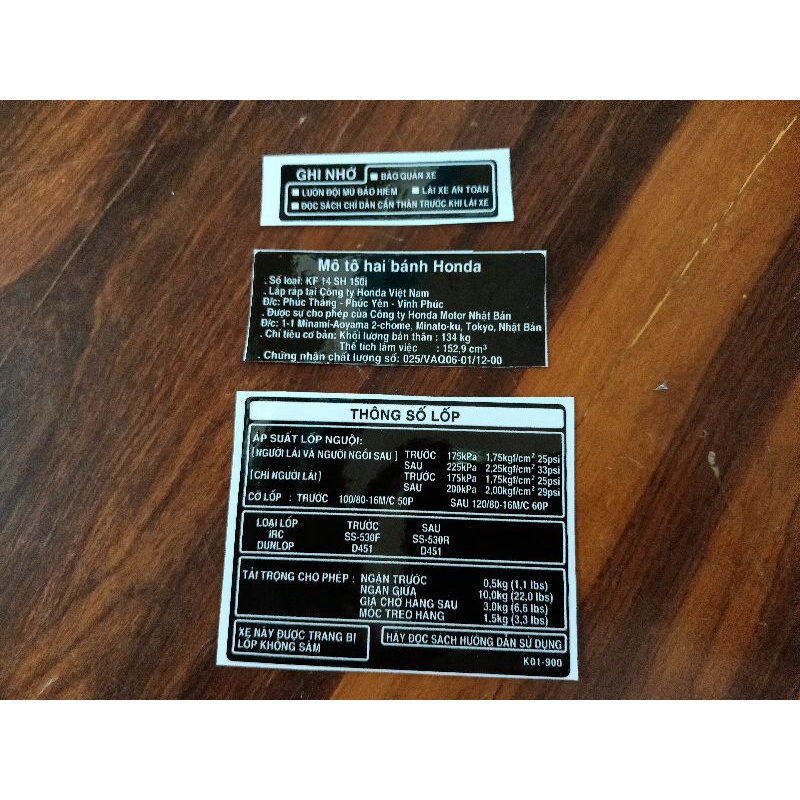 GHI NHỚ ■ BẢO QUẢN XE
■ LUÔN ĐỘI MŨ BẢO HIỂM ■ LÁI XE AN TOÀN
■ ĐỌC SÁCH CHỈ DẪN CẨN THẬN TRƯỚC KHI LÁI XE
Mô tô hai bánh Honda
. Số loại: KF 14 SH 150i
. Lắp ráp tại Công ty Honda Việt Nam
Đ/c: Phúc Thắng - Phúc Yên - Vĩnh Phúc
. Được sự cho phép của Công ty Honda Motor Nhật Bản
Đ/c: 1-1 Minami-Aoyama 2-chome, Minato-ku, Tokyo, Nhật Bản
. Chỉ tiêu cơ bản: Khối lượng bản thân : 134 kg
Thể tích làm việc : 152,9 cm³
. Chứng nhận chất lượng số: 025/VAQ06-01/12-00
THÔNG SỐ LỐP
ÁP SUẤT LỐP NGUỘI:
[NGƯỜI LÁI VÀ NGƯỜI NGỒI SAU] TRƯỚC 175kPa 1,75kgf/cm² 25psi
SAU 225kPa 2,25kgf/cm² 33psi
[CHỈ NGƯỜI LÁI] TRƯỚC 175kPa 1,75kgf/cm² 25psi
SAU 200kPa 2,00kgf/cm² 29psi
CỠ LỐP : TRƯỚC 100/80-16M/C 50P SAU 120/80-16M/C 60P
LOẠI LỐP TRƯỚC SAU
IRC SS-530F SS-530R
DUNLOP D451 D451
TẢI TRỌNG CHO PHÉP : NGĂN TRƯỚC 0,5kg (1,1 lbs)
NGĂN GIỮA 10,0kg (22,0 lbs)
GIÁ CHỞ HÀNG SAU 3.0kg (6,6 lbs)
MÓC TREO HÀNG 1,5kg (3,3 lbs)
XE NÀY ĐƯỢC TRANG BỊ
LỐP KHÔNG SĂM
HÃY ĐỌC SÁCH HƯỚNG DẪN SỬ DỤNG
K01-900